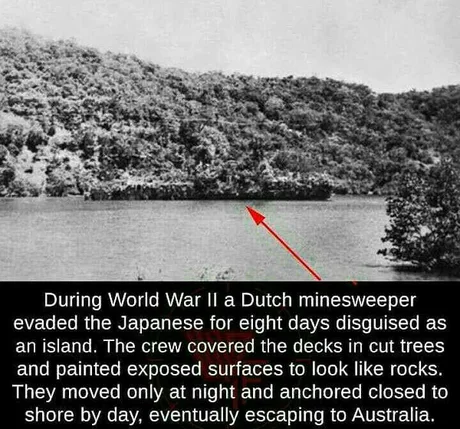 During World War II a Dutch minesweeper
evaded the Japanese for eight days disguised as
an island. The crew covered the decks in cut trees
and painted exposed surfaces to look like rocks.
They moved only at night and anchored closed to
shore by day, eventually escaping to Australia.